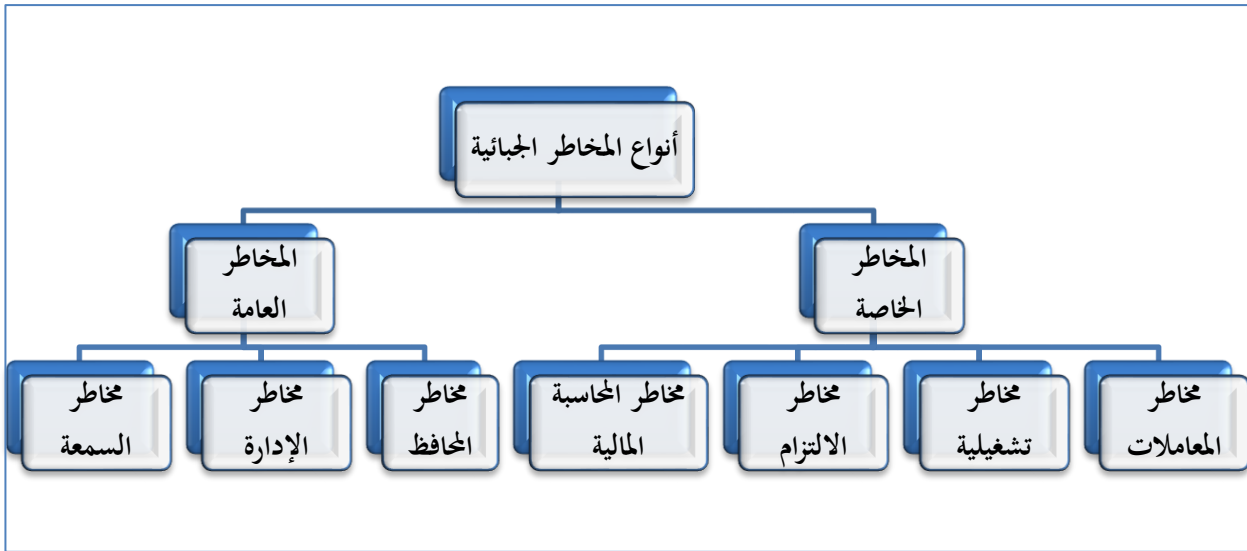 أنواع المخاطر الجبائية
المخاطر
الخاصة
المخاطر
العامة
مخاطر
المعاملات
مخاطر
تشغيلية
مخاطر
الالتزام
مخاطر المحاسبة
المالية
مخاطر
المحافظ
مخاطر
الإدارة
مخاطر
السمعة